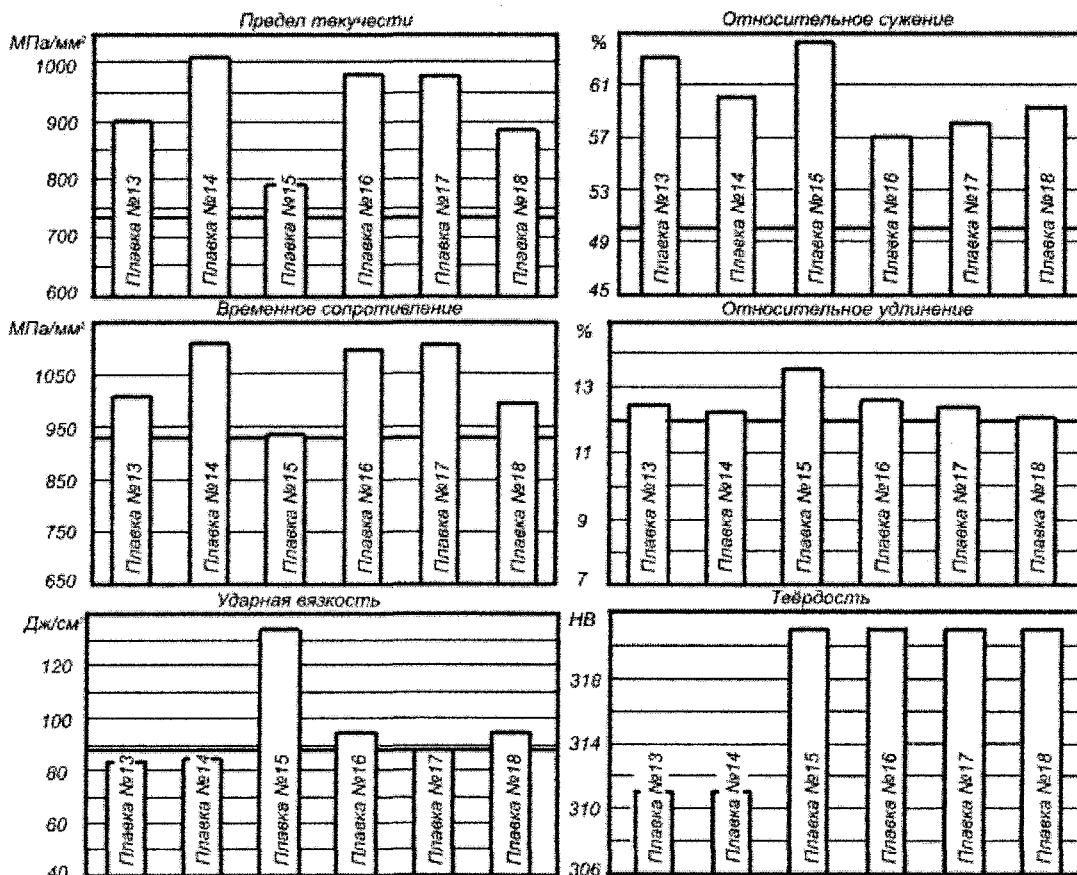 Предел текучести
МПа/мм²
1000
900
800
700
600
Плавка №13
Плавка №14
Плавка №15
Плавка №16
Плавка №17
Плавка №18
Относительное сужение
%
61
57
53
49
45
Плавка №13
Плавка №14
Плавка №15
Плавка №16
Плавка №17
Плавка №18
Временное сопротивление
МПа/мм²
1050
950
850
750
650
Плавка №13
Плавка №14
Плавка №15
Плавка №16
Плавка №17
Плавка №18
Относительное удлинение
%
13
11
9
7
Плавка №13
Плавка №14
Плавка №15
Плавка №16
Плавка №17
Плавка №18
Ударная вязкость
Дж/см²
120
100
80
60
40
Плавка №13
Плавка №14
Плавка №15
Плавка №16
Плавка №17
Плавка №18
Твёрдость
НВ
318
314
310
306
Плавка №13
Плавка №14
Плавка №15
Плавка №16
Плавка №17
Плавка №18